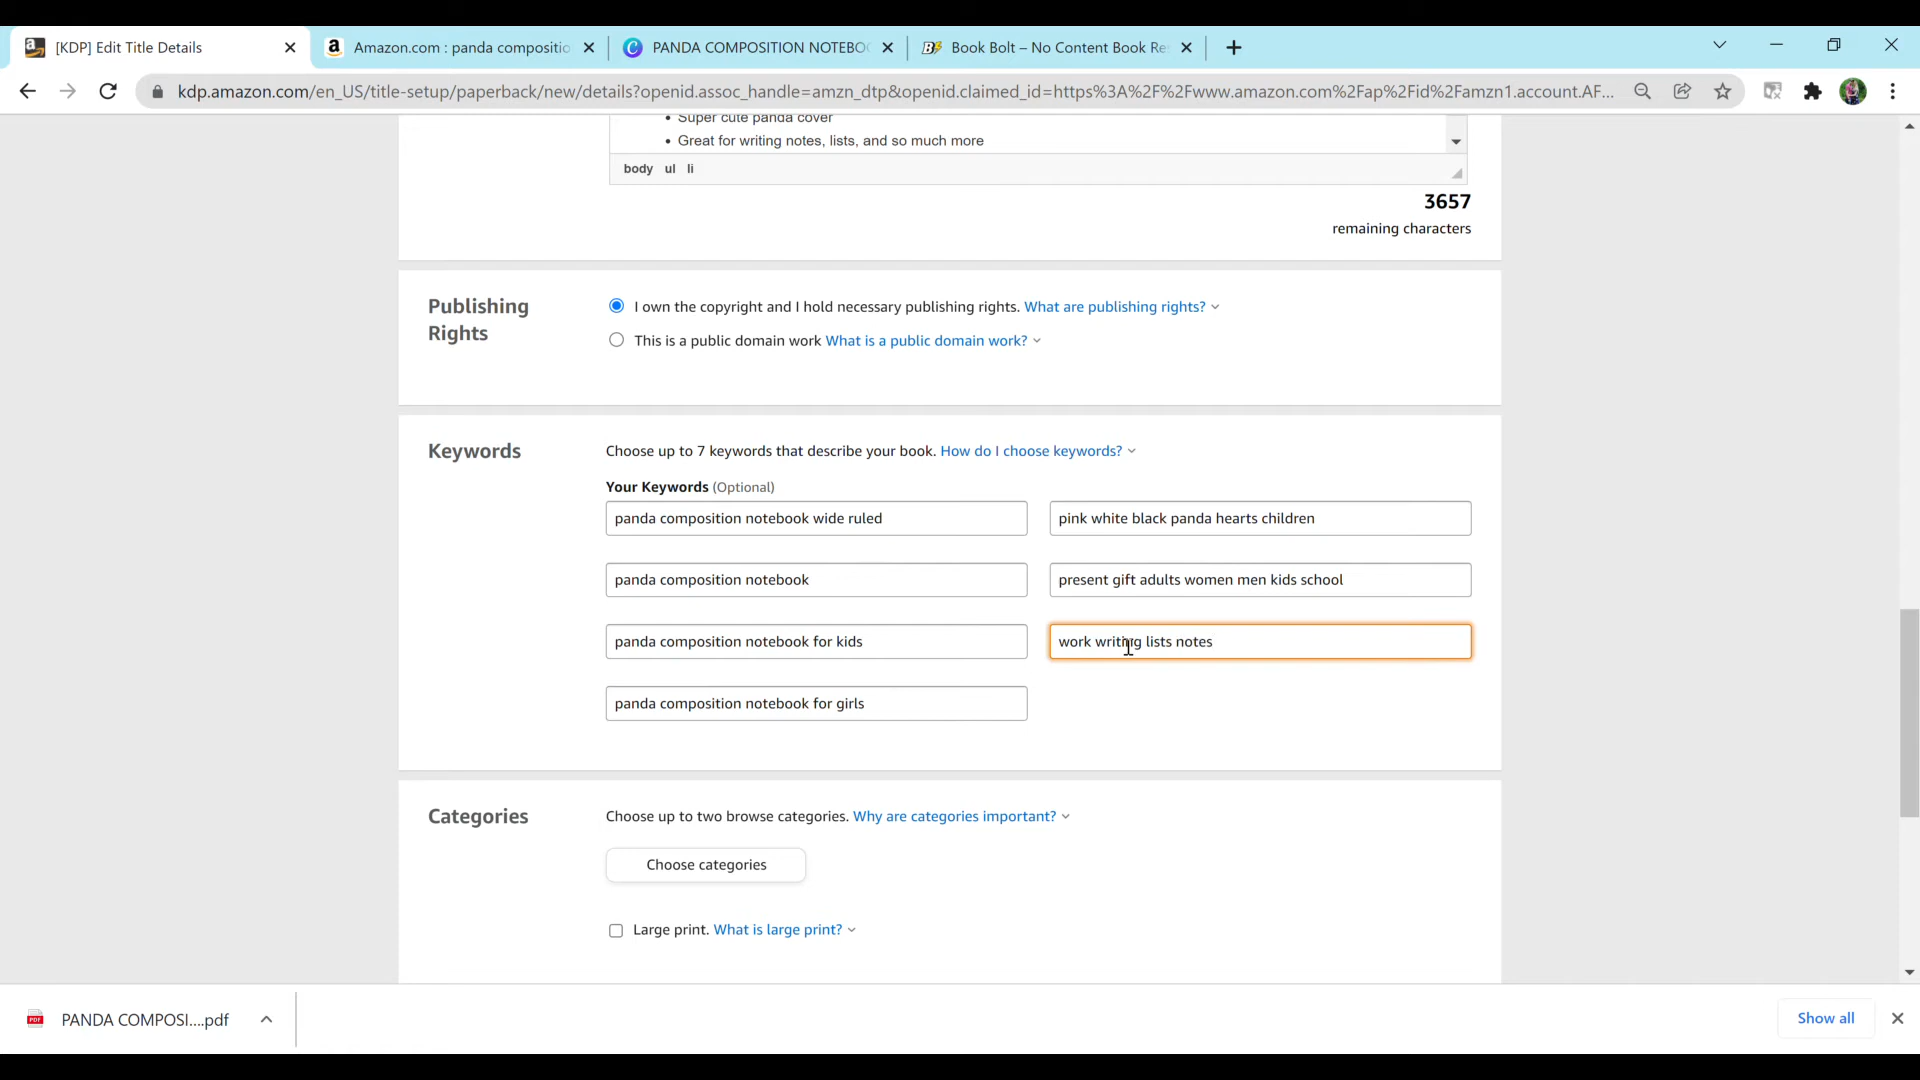 [KDP] Edit Title Details
Amazon.com : panda compositio
PANDA COMPOSITION NOTEBO
Book Bolt – No Content Book Re
kdp.amazon.com/en_US/title-setup/paperback/new/details?openid.assoc_handle=amzn_dtp&openid.claimed_id=https%3A%2F%2Fwww.amazon.com%2Fap%2Fid%2Famzn1.account.AF...
• Super cute panda cover
• Great for writing notes, lists, and so much more
body ul li
3657
remaining characters
Publishing
Rights
I own the copyright and I hold necessary publishing rights. What are publishing rights?
This is a public domain work What is a public domain work?
Keywords
Choose up to 7 keywords that describe your book. How do I choose keywords?
Your Keywords (Optional)
panda composition notebook wide ruled
pink white black panda hearts children
panda composition notebook
present gift adults women men kids school
panda composition notebook for kids
work writing lists notes
panda composition notebook for girls
Categories
Choose up to two browse categories. Why are categories important?
Choose categories
Large print. What is large print?
PANDA COMPOSI....pdf
Show all